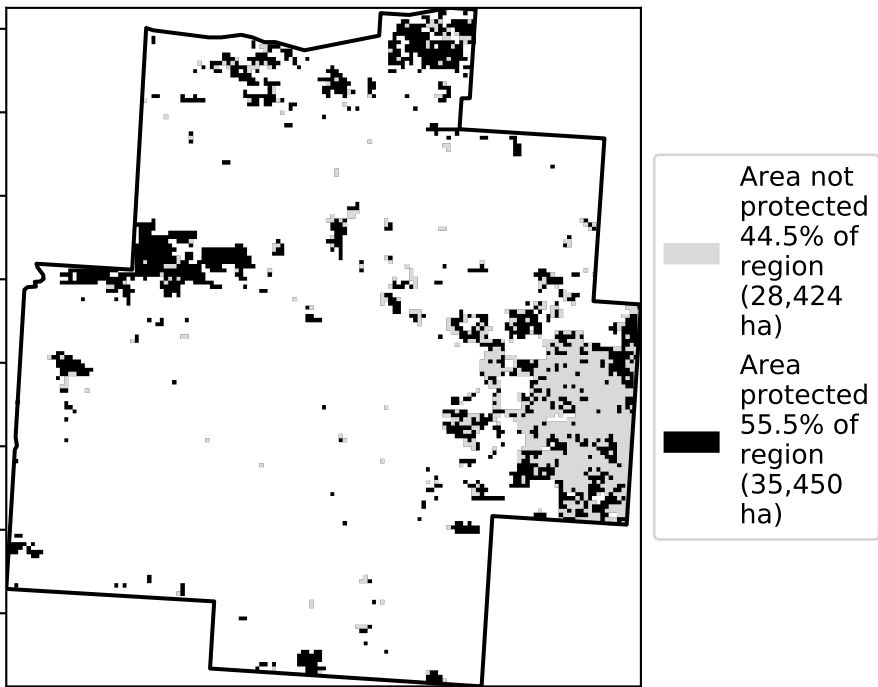 Area not
protected
44.5% of
region
(28,424
ha)
Area
protected
55.5% of
region
(35,450
ha)